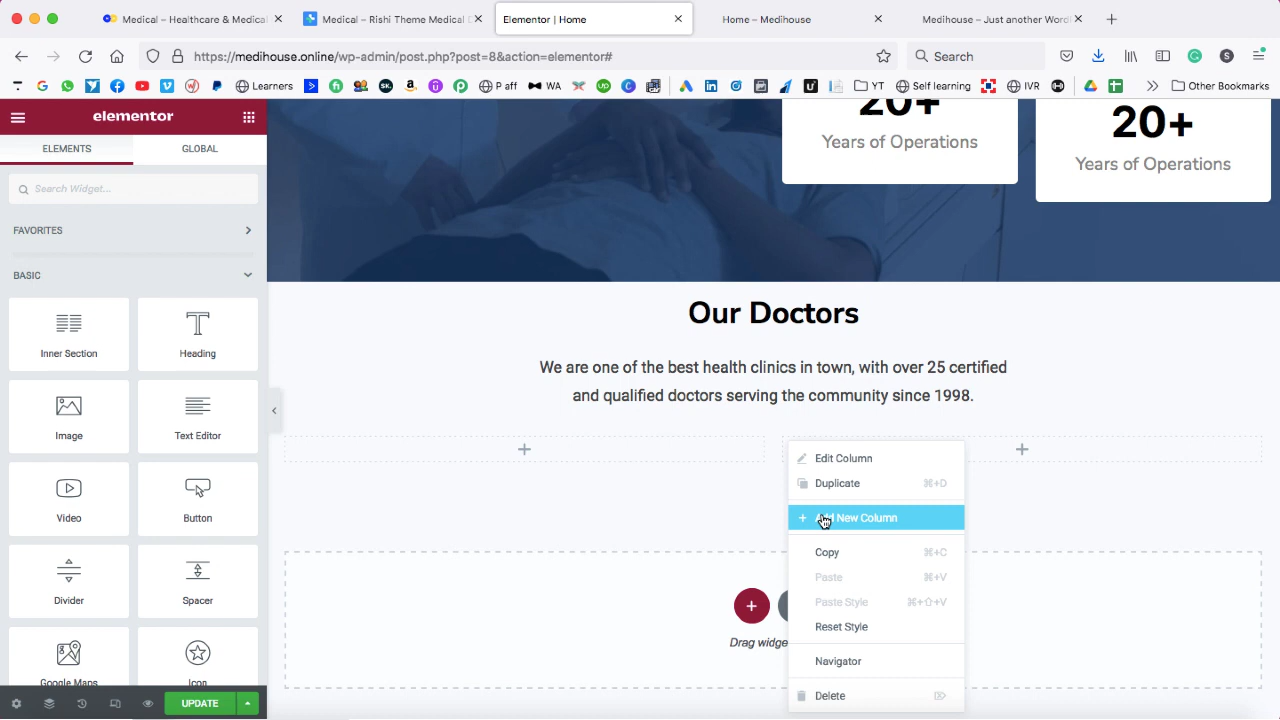 Medical – Healthcare & Medical
Medical – Rishi Theme Medical D
Elementor | Home
Home – Medihouse
Medihouse – Just another Word
https://medihouse.online/wp-admin/post.php?post=8&action=elementor#
Search
Learners
P aff
WA
YT
Self learning
IVR
Other Bookmarks
elementor
ELEMENTS
GLOBAL
Search Widget...
FAVORITES
BASIC
Inner Section
Heading
Image
Text Editor
Video
Button
Divider
Spacer
Google Maps
Icon
UPDATE
20+
Years of Operations
20+
Years of Operations
Our Doctors
We are one of the best health clinics in town, with over 25 certified
and qualified doctors serving the community since 1998.
Edit Column
Duplicate ⌘+D
Add New Column
Copy ⌘+C
Paste ⌘+V
Paste Style ⌘+⇧+V
Reset Style
Navigator
Delete
Drag widge